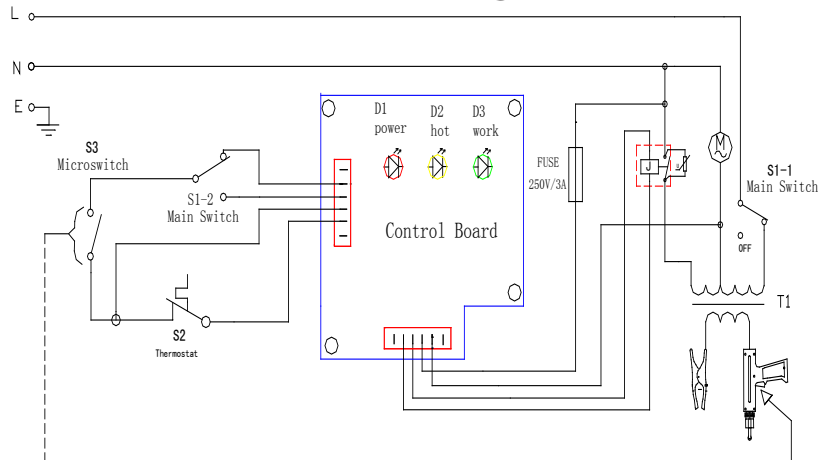 L
N
E
D1
power
D2
hot
D3
work
S3
Microswitch
FUSE
250V/3A
M
J
S1-1
Main Switch
S1-2
Main Switch
Control Board
OFF
T1
S2
Thermostat